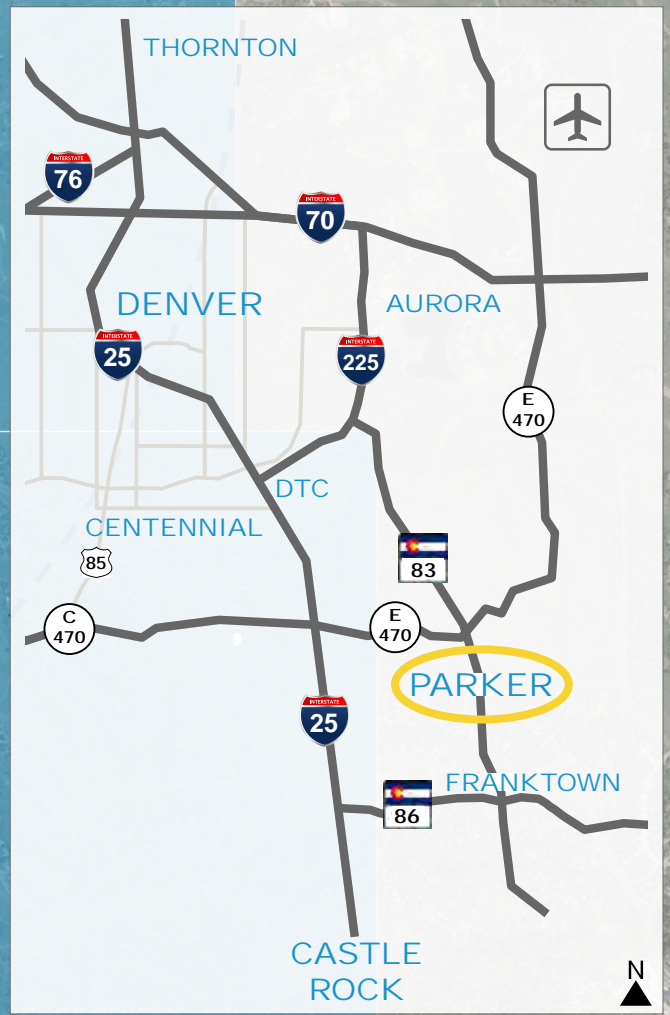 THORNTON
INTERSTATE
76
INTERSTATE
70
DENVER
AURORA
INTERSTATE
25
INTERSTATE
225
E
470
DTC
CENTENNIAL
85
83
C
470
E
470
PARKER
INTERSTATE
25
FRANKTOWN
86
CASTLE
ROCK
N